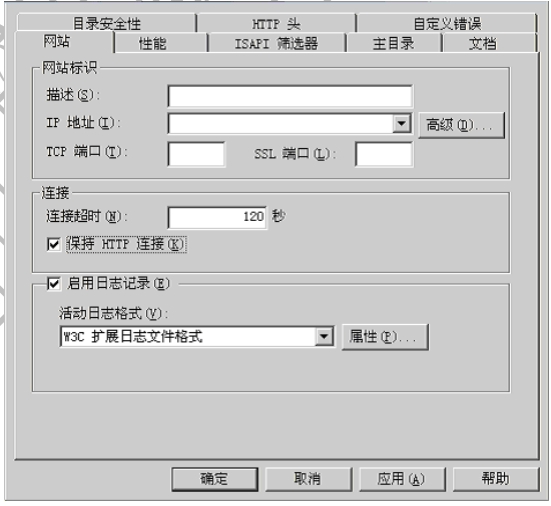 目录安全性 HTTP 头 自定义错误
网站 性能 ISAPI 筛选器 主目录 文档
网站标识
描述(S):
IP 地址(I): 高级(D)...
TCP 端口(T): SSL 端口(L):
连接
连接超时(N): 120 秒
保持 HTTP 连接(K)
启用日志记录(E)
活动日志格式(V):
W3C 扩展日志文件格式 属性(P)...
确定 取消 应用(A) 帮助